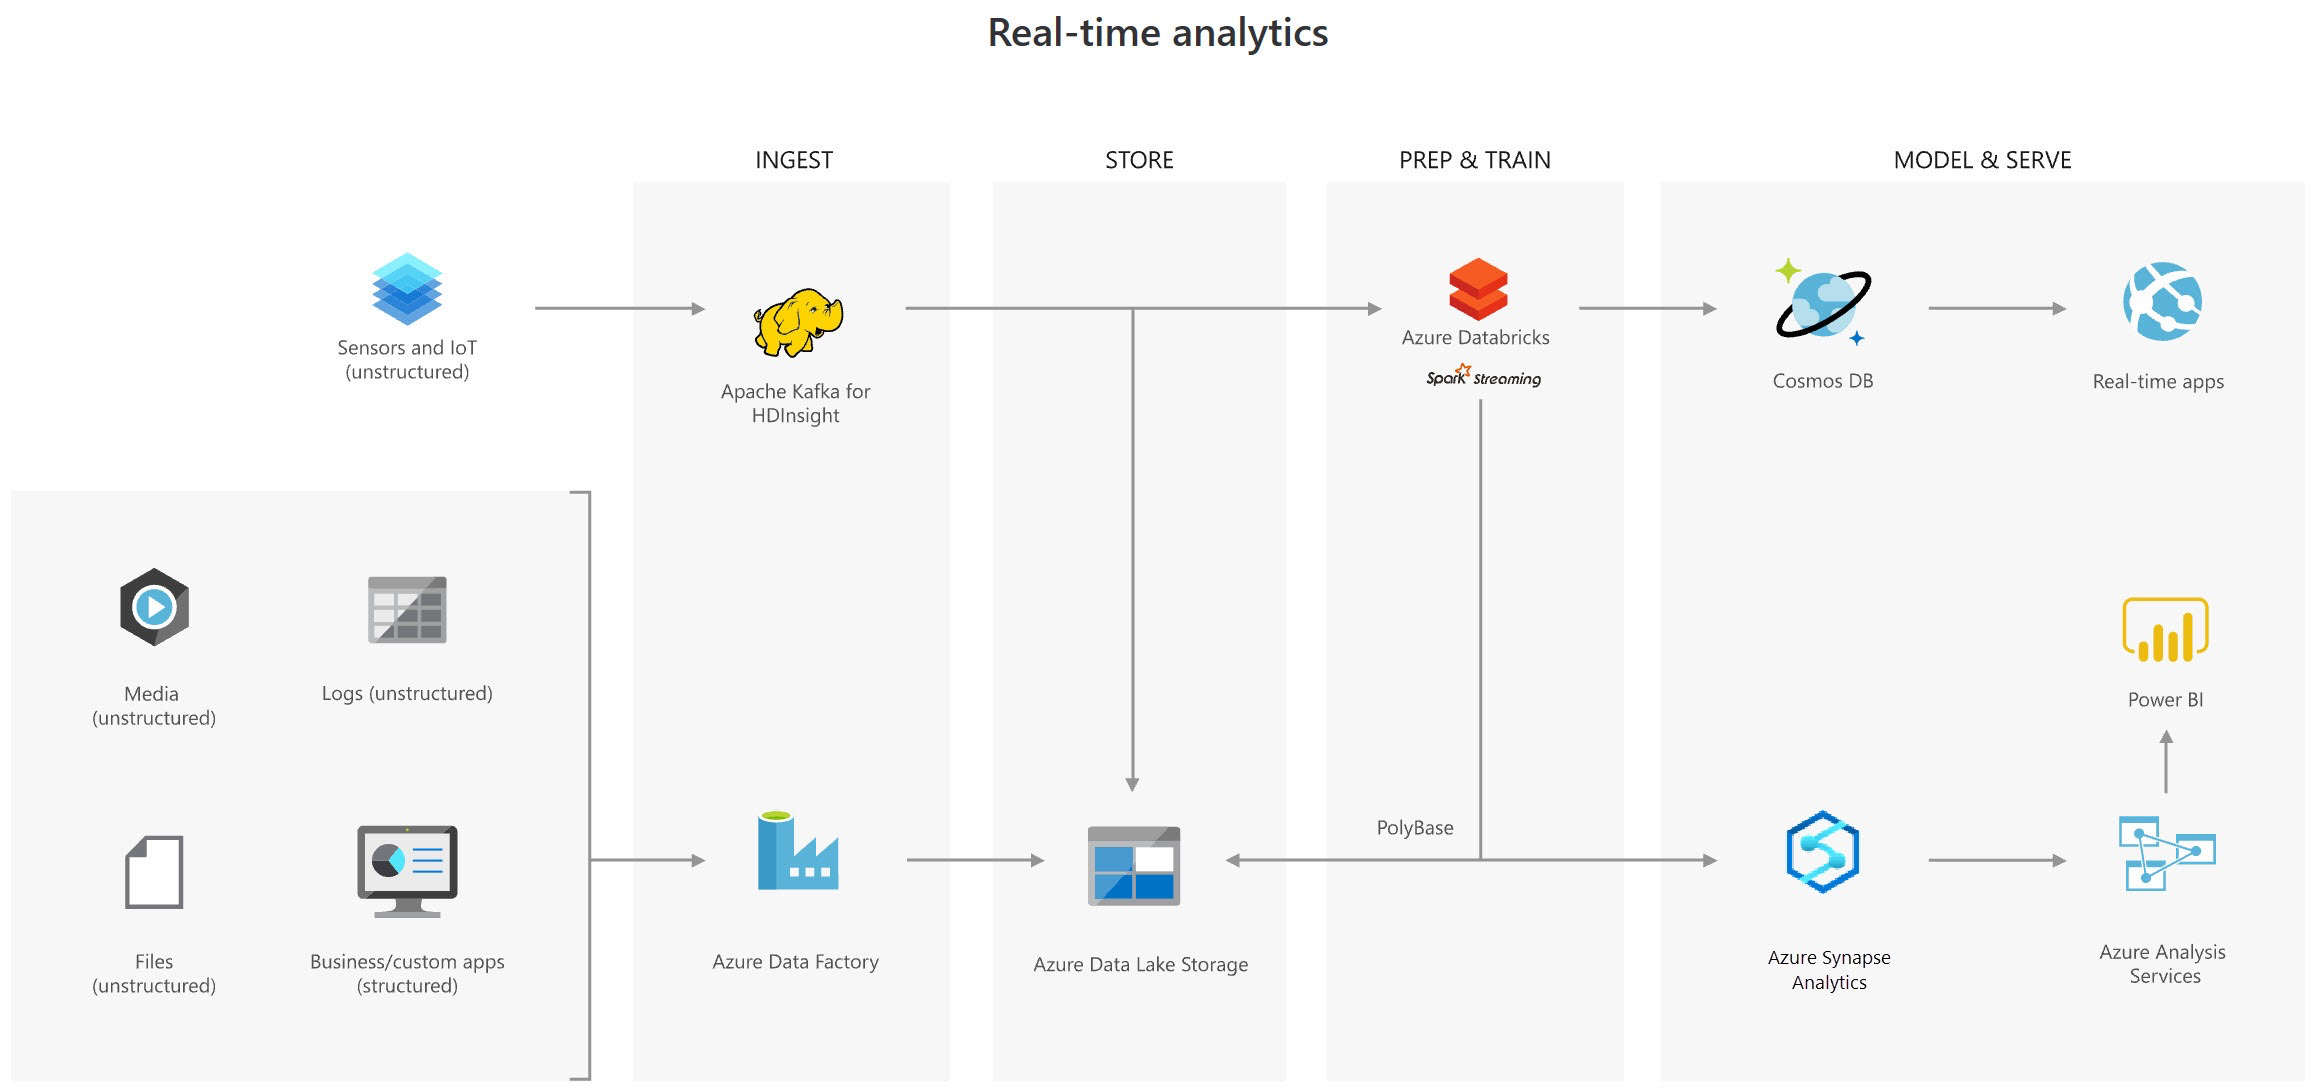 Real-time analytics
INGEST
STORE
PREP & TRAIN
MODEL & SERVE
Sensors and IoT
(unstructured)
Apache Kafka for
HDInsight
Azure Databricks
Spark Streaming
Cosmos DB
Real-time apps
Media
(unstructured)
Logs (unstructured)
Power BI
PolyBase
Files
(unstructured)
Business/custom apps
(structured)
Azure Data Factory
Azure Data Lake Storage
Azure Synapse
Analytics
Azure Analysis
Services